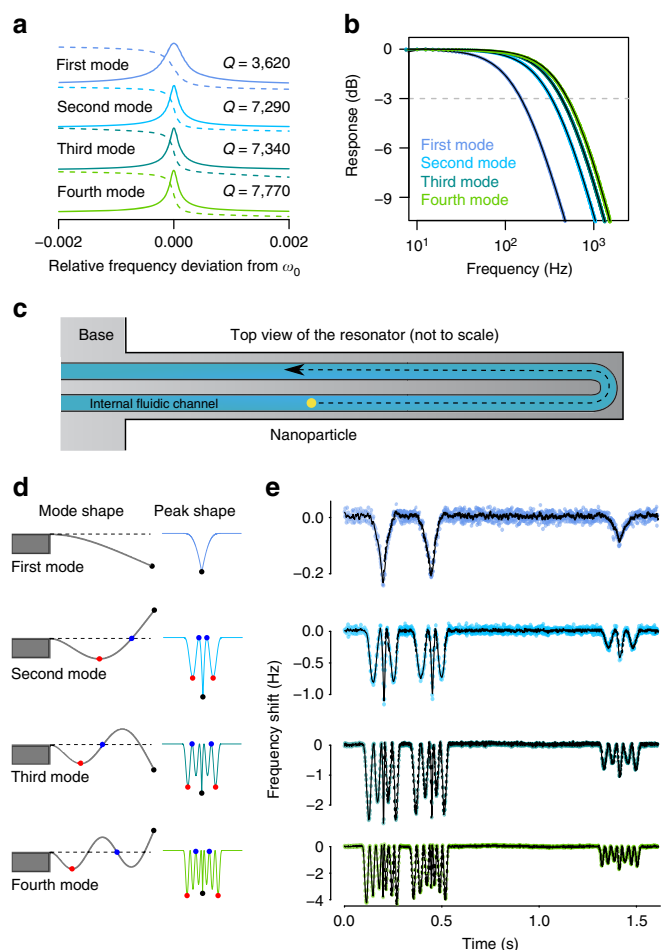 a
First mode
Q = 3,620
Second mode
Q = 7,290
Third mode
Q = 7,340
Fourth mode
Q = 7,770
−0.002
0.000
0.002
Relative frequency deviation from ω0
b
0
−3
−6
−9
Response (dB)
First mode
Second mode
Third mode
Fourth mode
10¹
10²
10³
Frequency (Hz)
c
Base
Top view of the resonator (not to scale)
Internal fluidic channel
Nanoparticle
d
Mode shape
Peak shape
First mode
Second mode
Third mode
Fourth mode
e
0.0
−0.2
0.0
−0.5
−1.0
0
−1
−2
0
−2
−4
Frequency shift (Hz)
0.0
0.5
1.0
1.5
Time (s)